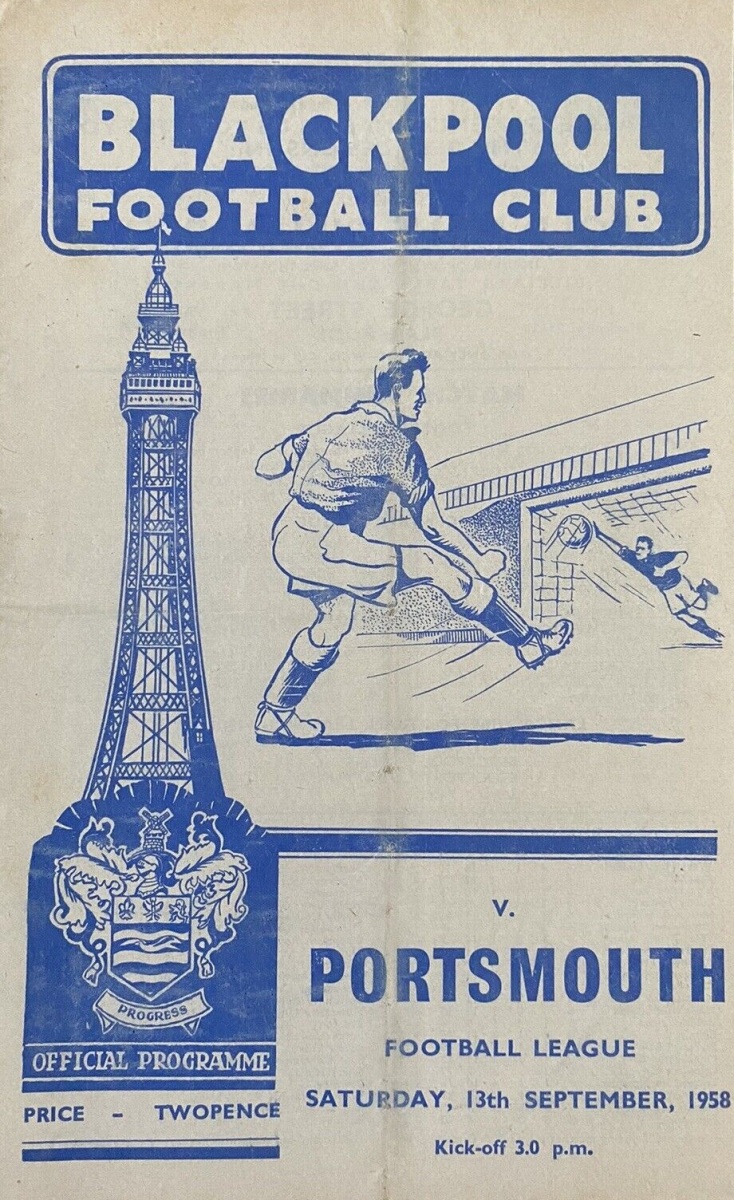 BLACKPOOL
FOOTBALL CLUB
v.
PORTSMOUTH
FOOTBALL LEAGUE
SATURDAY, 13th SEPTEMBER, 1958
Kick-off 3.0 p.m.
PROGRESS
OFFICIAL PROGRAMME
PRICE - TWOPENCE